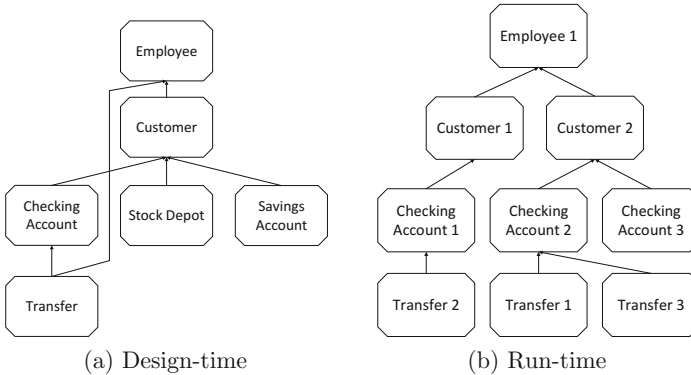 Employee
Customer
Checking
Account
Stock Depot
Savings
Account
Transfer
(a) Design-time
Employee 1
Customer 1
Customer 2
Checking
Account 1
Checking
Account 2
Checking
Account 3
Transfer 2
Transfer 1
Transfer 3
(b) Run-time